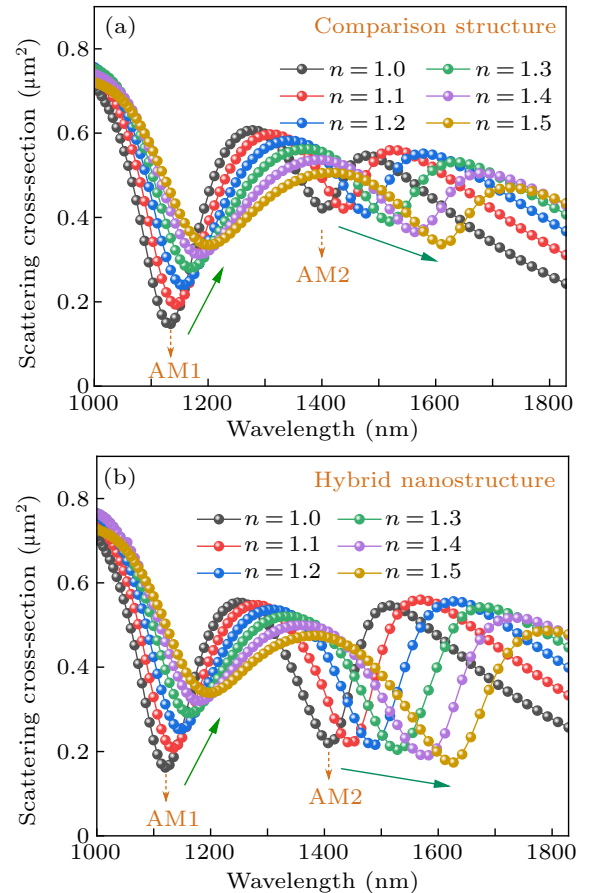 (a) Comparison structure
0.8
n = 1.0 n = 1.3
n = 1.1 n = 1.4
n = 1.2 n = 1.5
0.6
0.4
0.2
0
Scattering cross-section (μm²)
AM2
AM1
1000 1200 1400 1600 1800
Wavelength (nm)
(b) Hybrid nanostructure
0.8
n = 1.0 n = 1.3
n = 1.1 n = 1.4
n = 1.2 n = 1.5
0.6
0.4
0.2
0
Scattering cross-section (μm²)
AM1 AM2
1000 1200 1400 1600 1800
Wavelength (nm)